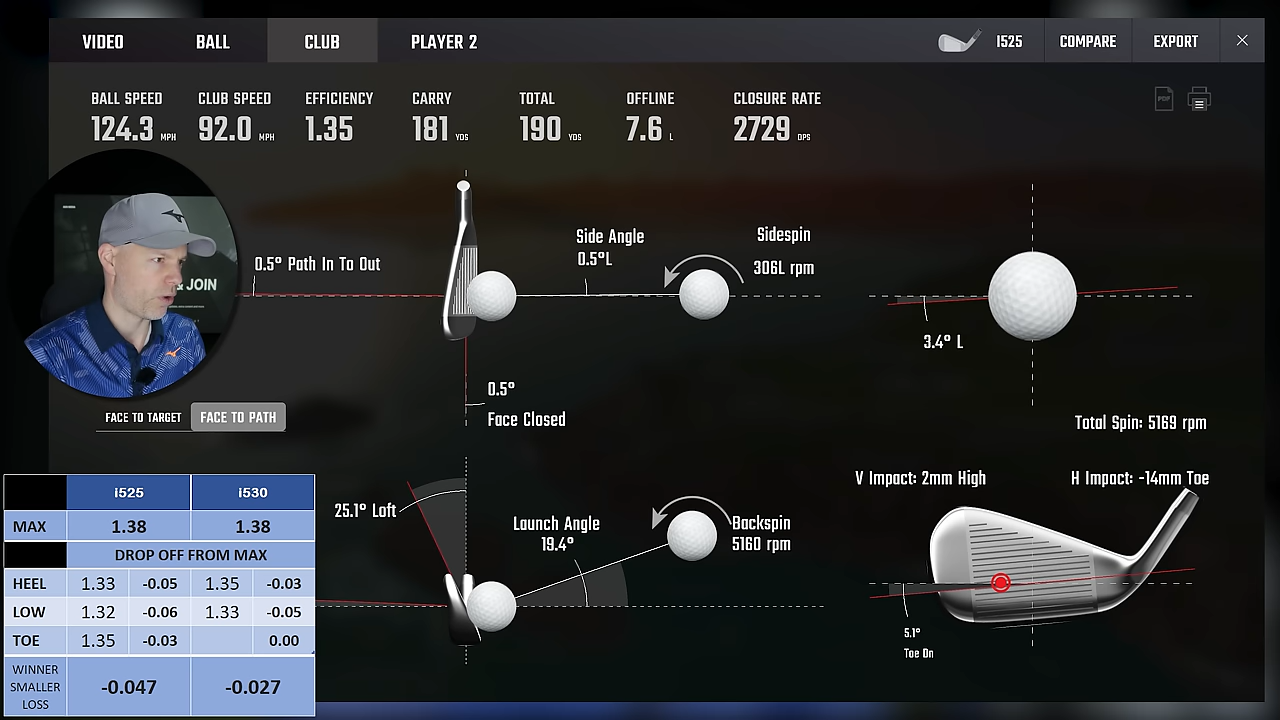 VIDEO BALL CLUB PLAYER 2 I525 COMPARE EXPORT
BALL SPEED CLUB SPEED EFFICIENCY CARRY TOTAL OFFLINE CLOSURE RATE
124.3 MPH 92.0 MPH 1.35 181 YDS 190 YDS 7.6 L 2729 DPS
PDF
& JOIN
0.5° Path In To Out
Side Angle
0.5°L
Sidespin
306L rpm
3.4° L
0.5°
Face Closed
FACE TO TARGET FACE TO PATH
Total Spin: 5169 rpm
25.1° Loft
Launch Angle
19.4°
Backspin
5160 rpm
V Impact: 2mm High H Impact: -14mm Toe
5.1°
Toe On
I525 I530
MAX 1.38 1.38
DROP OFF FROM MAX
HEEL 1.33 -0.05 1.35 -0.03
LOW 1.32 -0.06 1.33 -0.05
TOE 1.35 -0.03 0.00
WINNER
SMALLER
LOSS
-0.047 -0.027